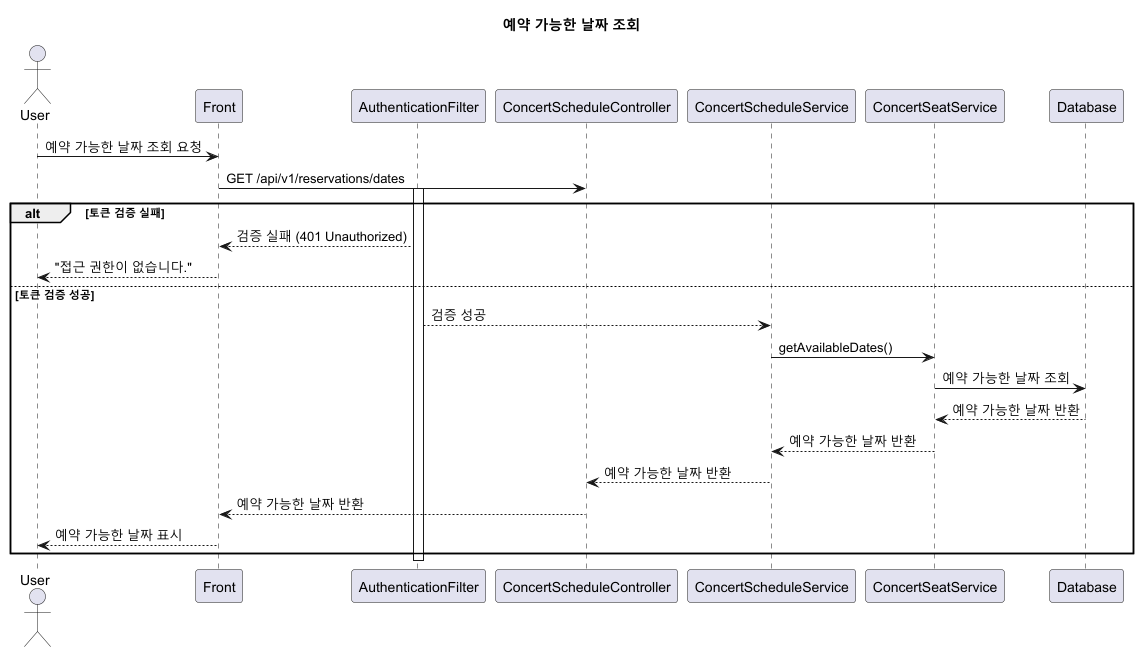 예약 가능한 날짜 조회
User
Front
AuthenticationFilter
ConcertScheduleController
ConcertScheduleService
ConcertSeatService
Database
예약 가능한 날짜 조회 요청
GET /api/v1/reservations/dates
alt
[토큰 검증 실패]
검증 실패 (401 Unauthorized)
"접근 권한이 없습니다."
[토큰 검증 성공]
검증 성공
getAvailableDates()
예약 가능한 날짜 조회
예약 가능한 날짜 반환
예약 가능한 날짜 반환
예약 가능한 날짜 반환
예약 가능한 날짜 반환
예약 가능한 날짜 표시
User
Front
AuthenticationFilter
ConcertScheduleController
ConcertScheduleService
ConcertSeatService
Database